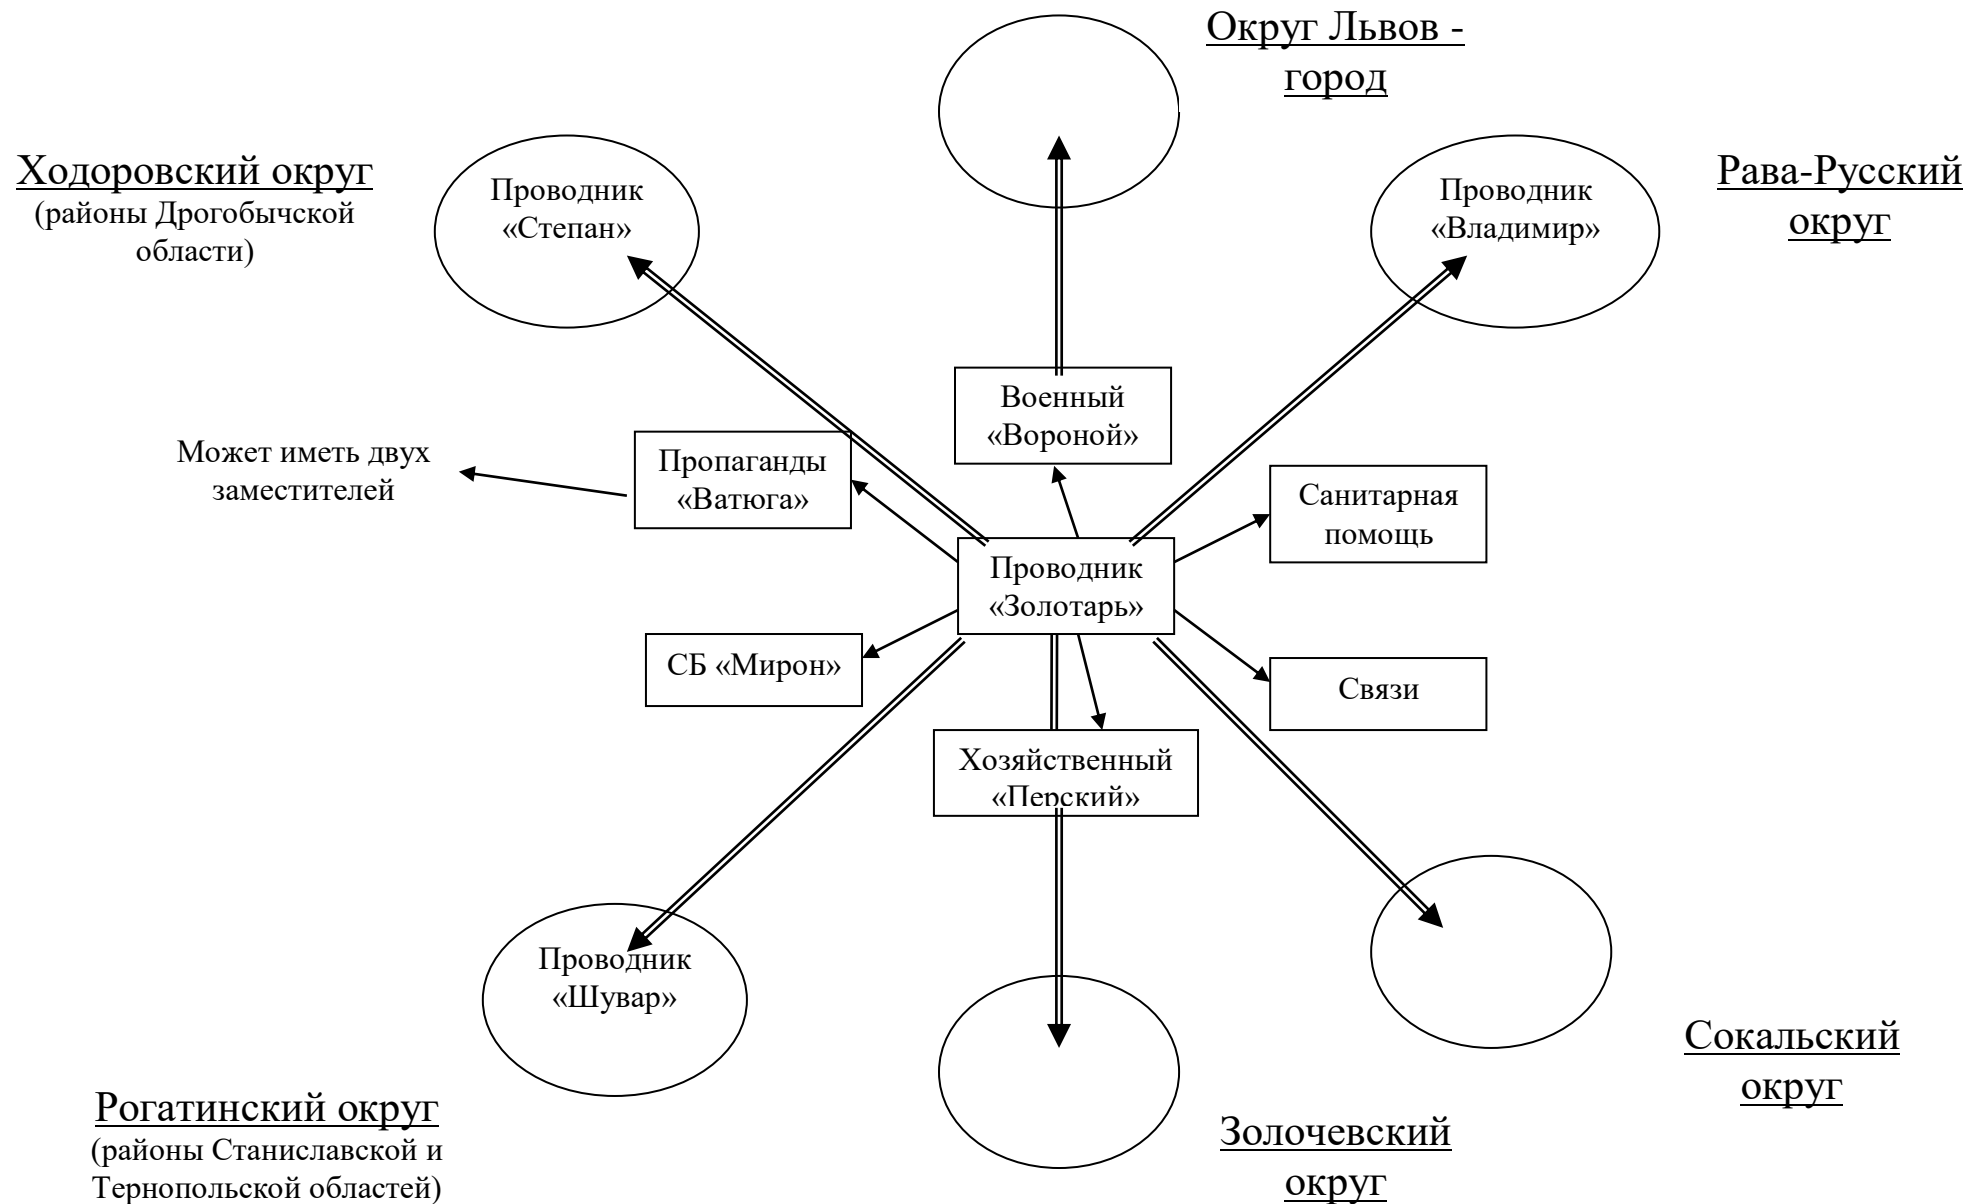 Округ Львов -
город
Ходоровский округ
(районы Дрогобычской
области)
Проводник
«Степан»
Проводник
«Владимир»
Рава-Русский
округ
Военный
«Вороной»
Может иметь двух
заместителей
Пропаганды
«Ватюга»
Санитарная
помощь
Проводник
«Золотарь»
СБ «Мирон»
Связи
Хозяйственный
«Перский»
Проводник
«Шувар»
Сокальский
округ
Рогатинский округ
(районы Станиславской и
Тернопольской областей)
Золочевский
округ